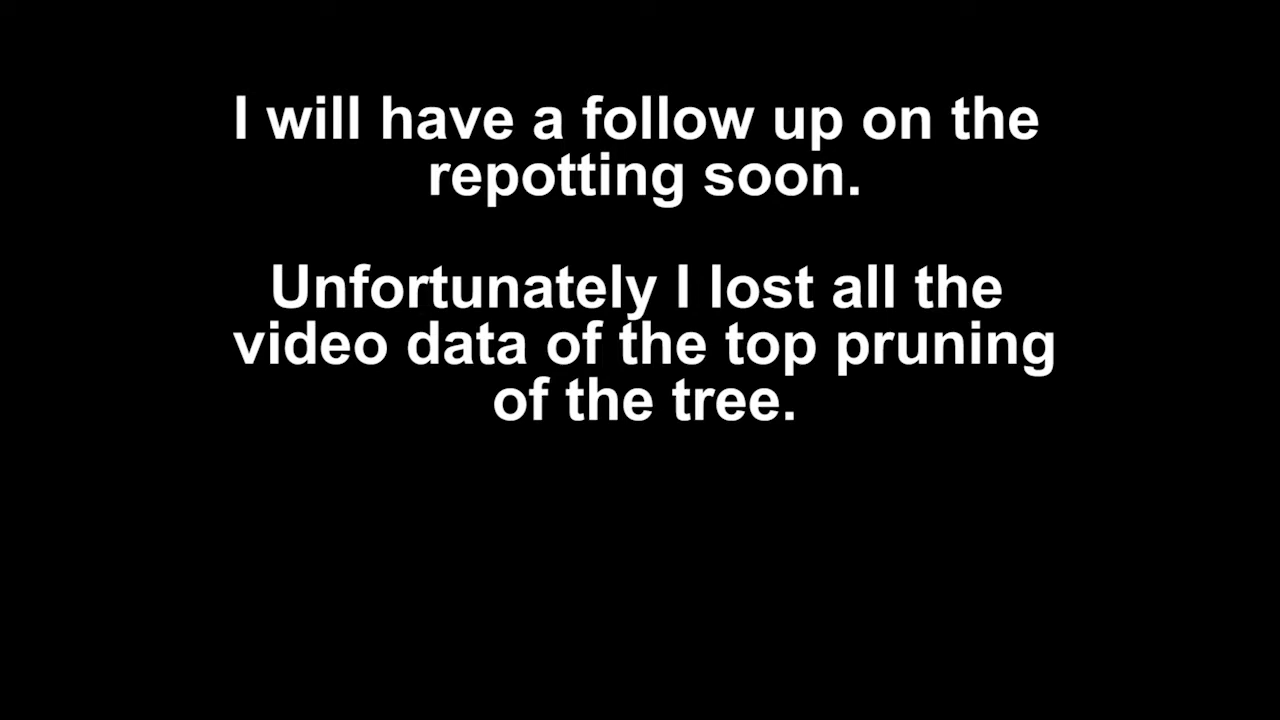 I will have a follow up on the
repotting soon.
Unfortunately I lost all the
video data of the top pruning
of the tree.